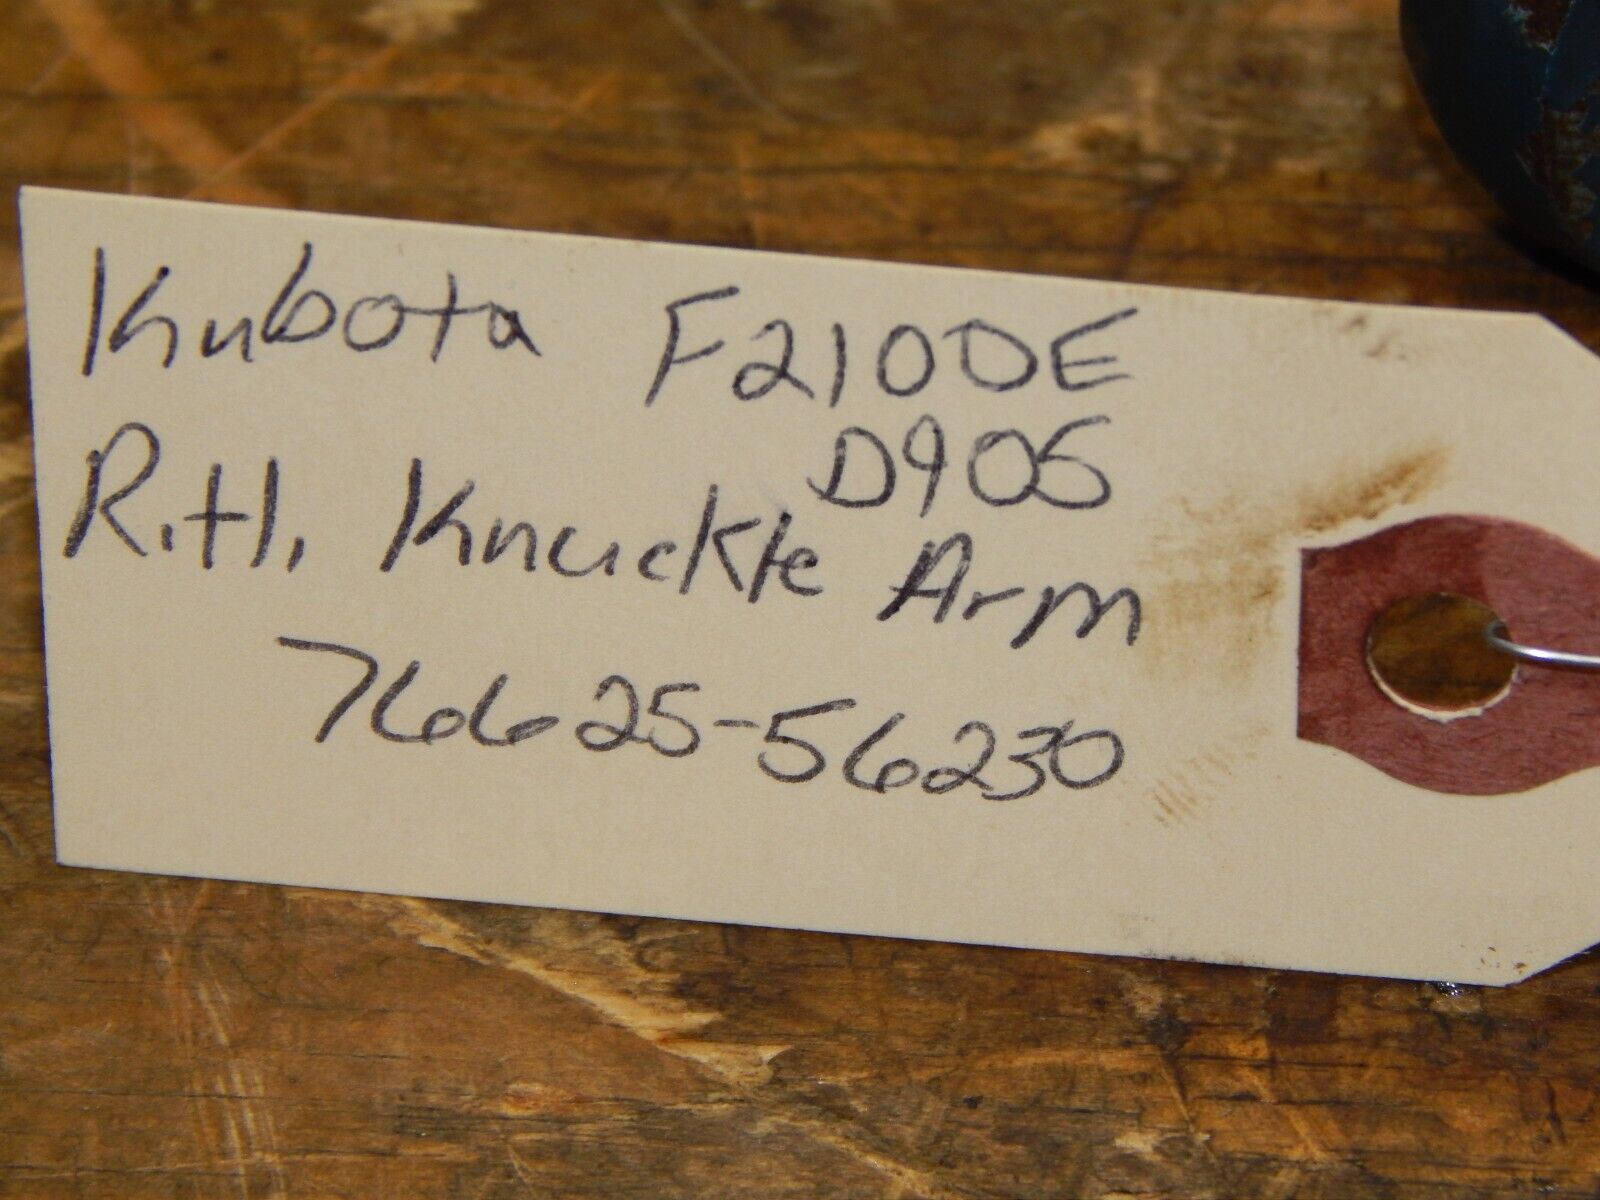 Kubota F2100E
D905
R.H. Knuckle Arm
76625-56230